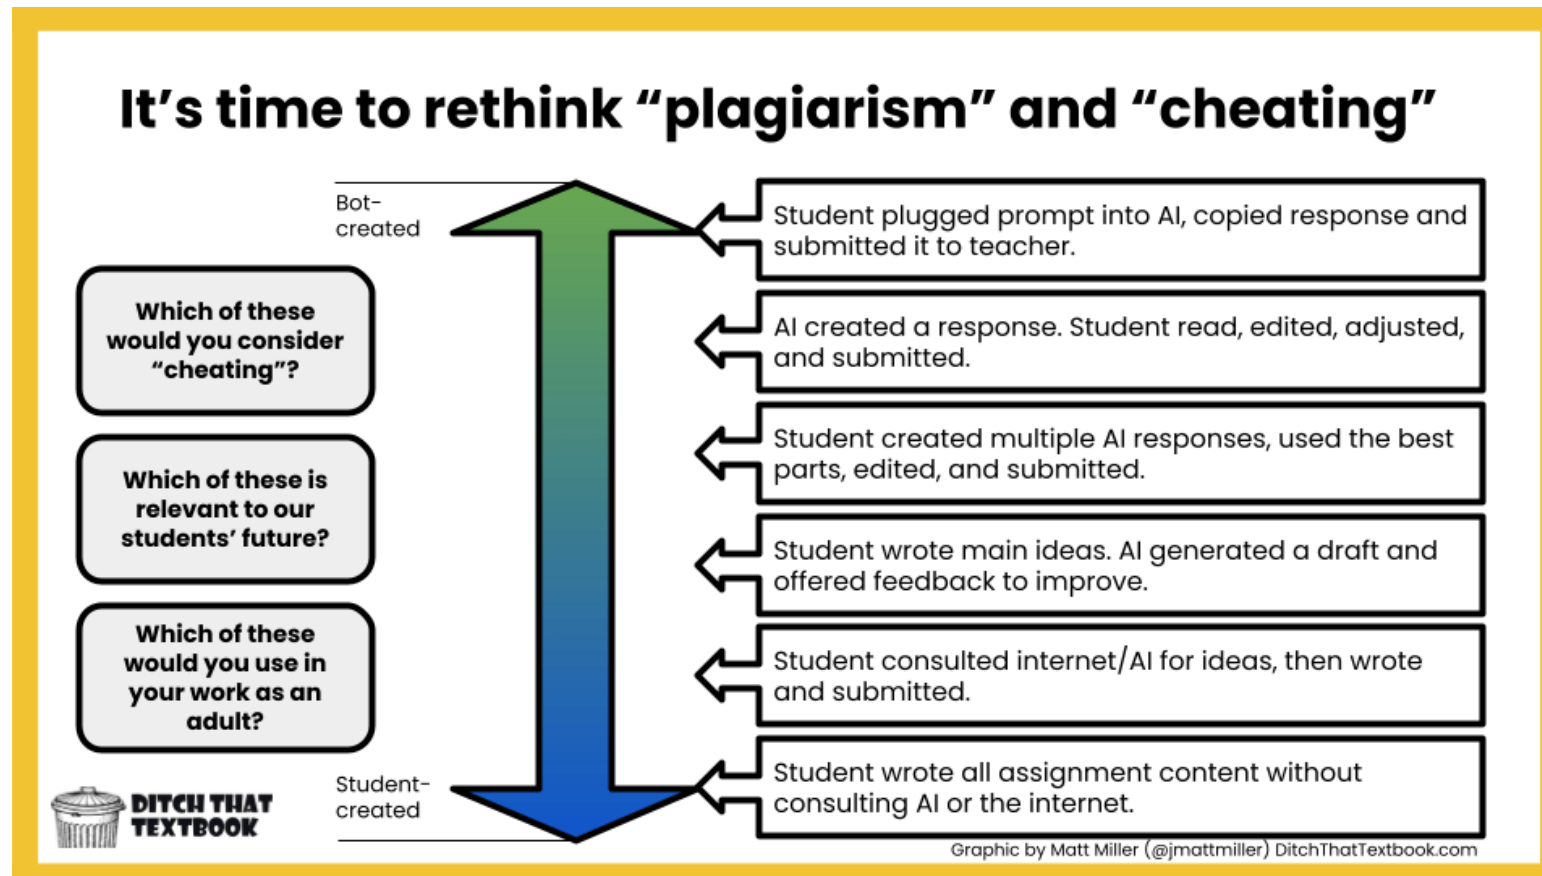 It's time to rethink “plagiarism” and “cheating”
Bot-
created
Which of these
would you consider
“cheating”?
Which of these is
relevant to our
students’ future?
Which of these
would you use in
your work as an
adult?
Student-
created
Student plugged prompt into AI, copied response and
submitted it to teacher.
AI created a response. Student read, edited, adjusted,
and submitted.
Student created multiple AI responses, used the best
parts, edited, and submitted.
Student wrote main ideas. AI generated a draft and
offered feedback to improve.
Student consulted internet/AI for ideas, then wrote
and submitted.
Student wrote all assignment content without
consulting AI or the internet.
DITCH THAT
TEXTBOOK
Graphic by Matt Miller (@jmattmiller) DitchThatTextbook.com